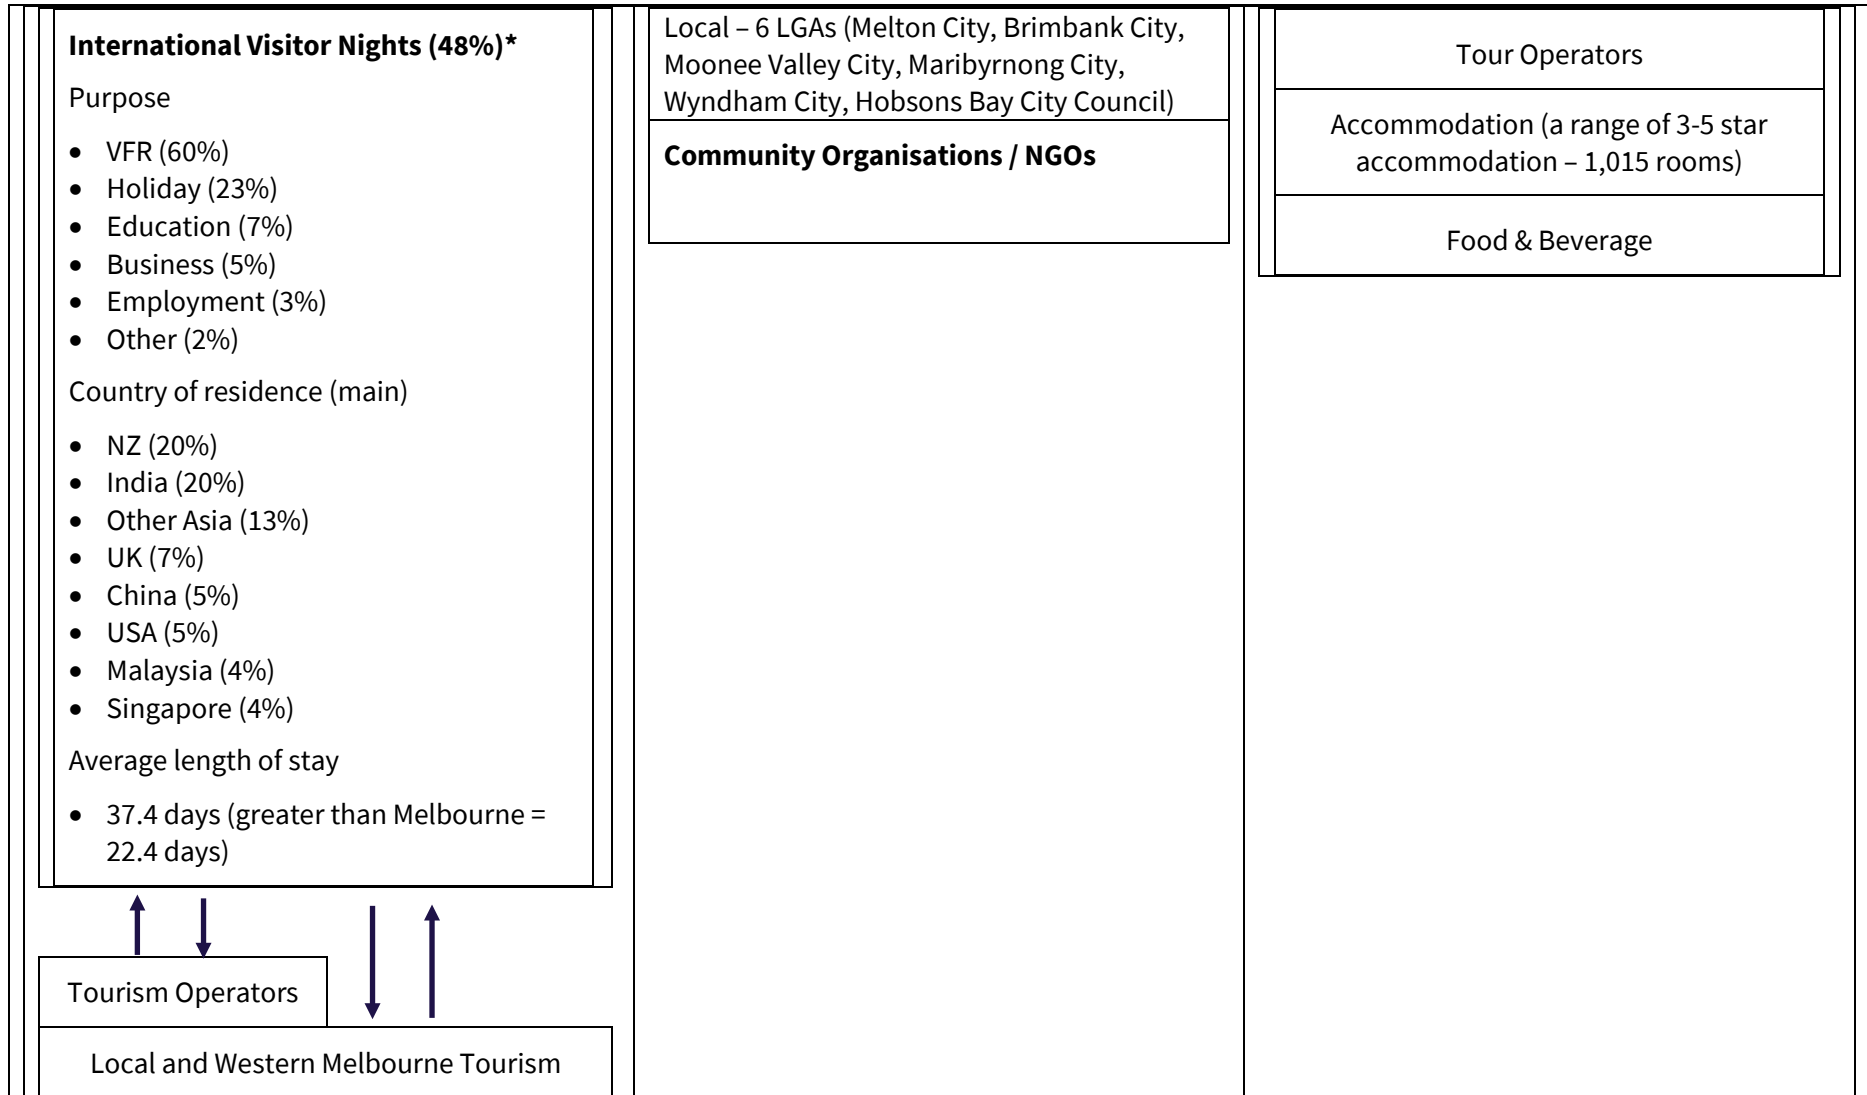 International Visitor Nights (48%)*
Purpose
• VFR (60%)
• Holiday (23%)
• Education (7%)
• Business (5%)
• Employment (3%)
• Other (2%)
Country of residence (main)
• NZ (20%)
• India (20%)
• Other Asia (13%)
• UK (7%)
• China (5%)
• USA (5%)
• Malaysia (4%)
• Singapore (4%)
Average length of stay
• 37.4 days (greater than Melbourne =
22.4 days)
Tourism Operators
Local and Western Melbourne Tourism
Local – 6 LGAs (Melton City, Brimbank City,
Moonee Valley City, Maribyrnong City,
Wyndham City, Hobsons Bay City Council)
Community Organisations / NGOs
Tour Operators
Accommodation (a range of 3-5 star
accommodation – 1,015 rooms)
Food & Beverage